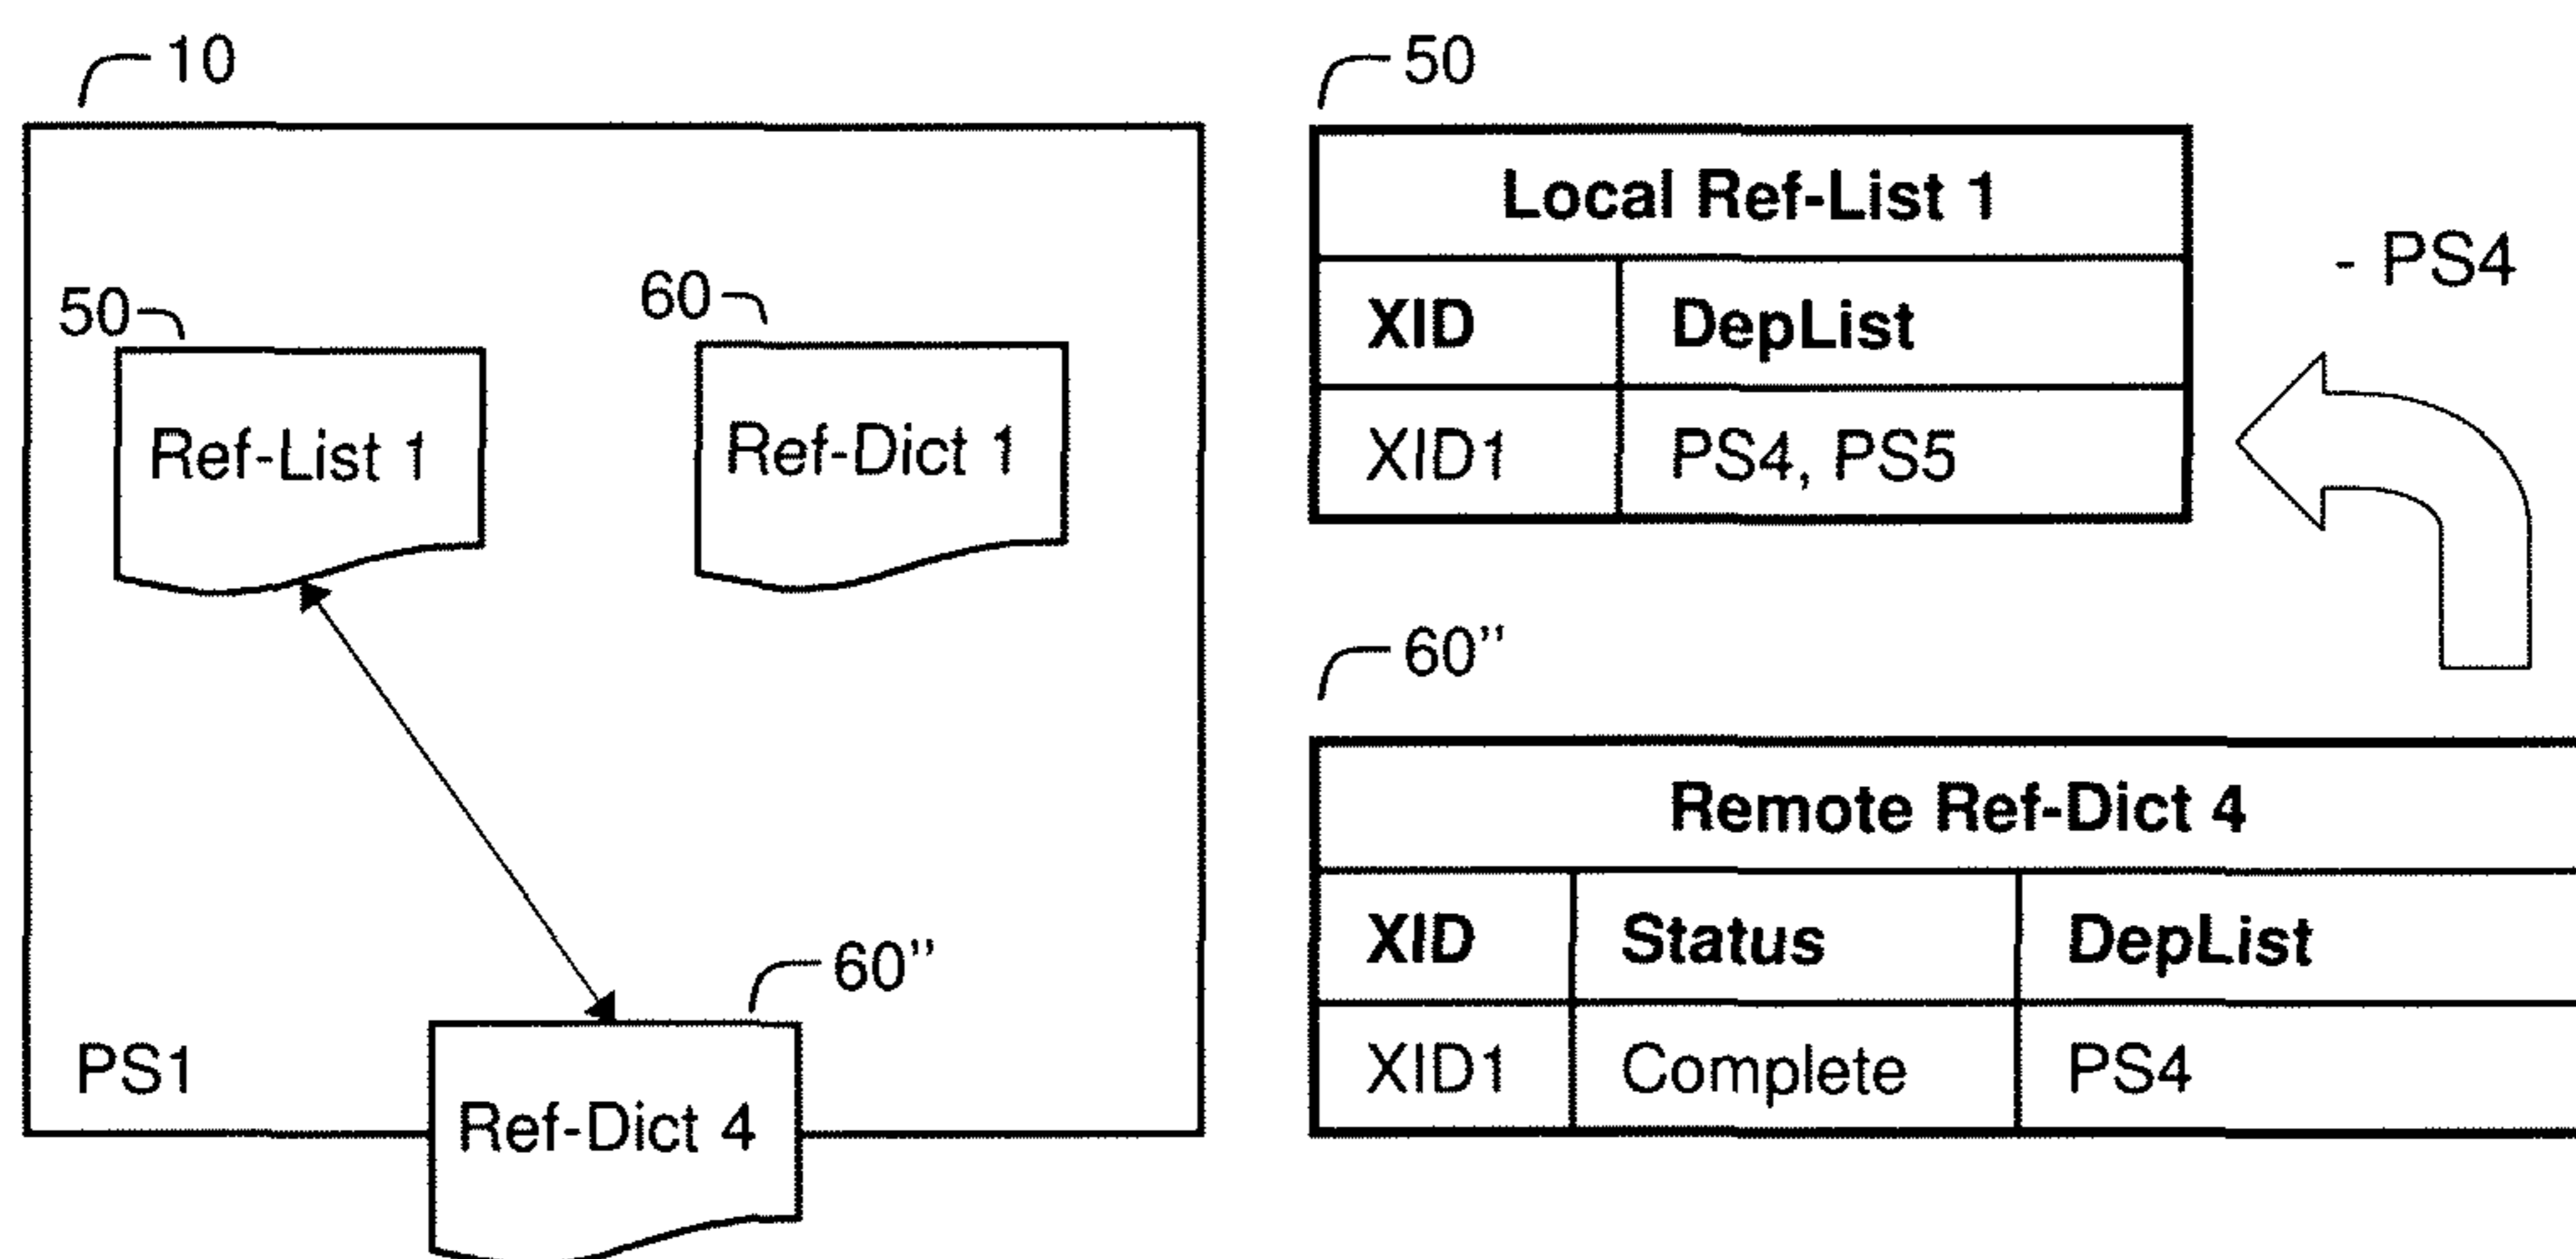 10
50
60
Ref-List 1
Ref-Dict 1
PS1
60"
Ref-Dict 4
50
Local Ref-List 1
XID DepList
XID1 PS4, PS5
- PS4
60"
Remote Ref-Dict 4
XID Status DepList
XID1 Complete PS4